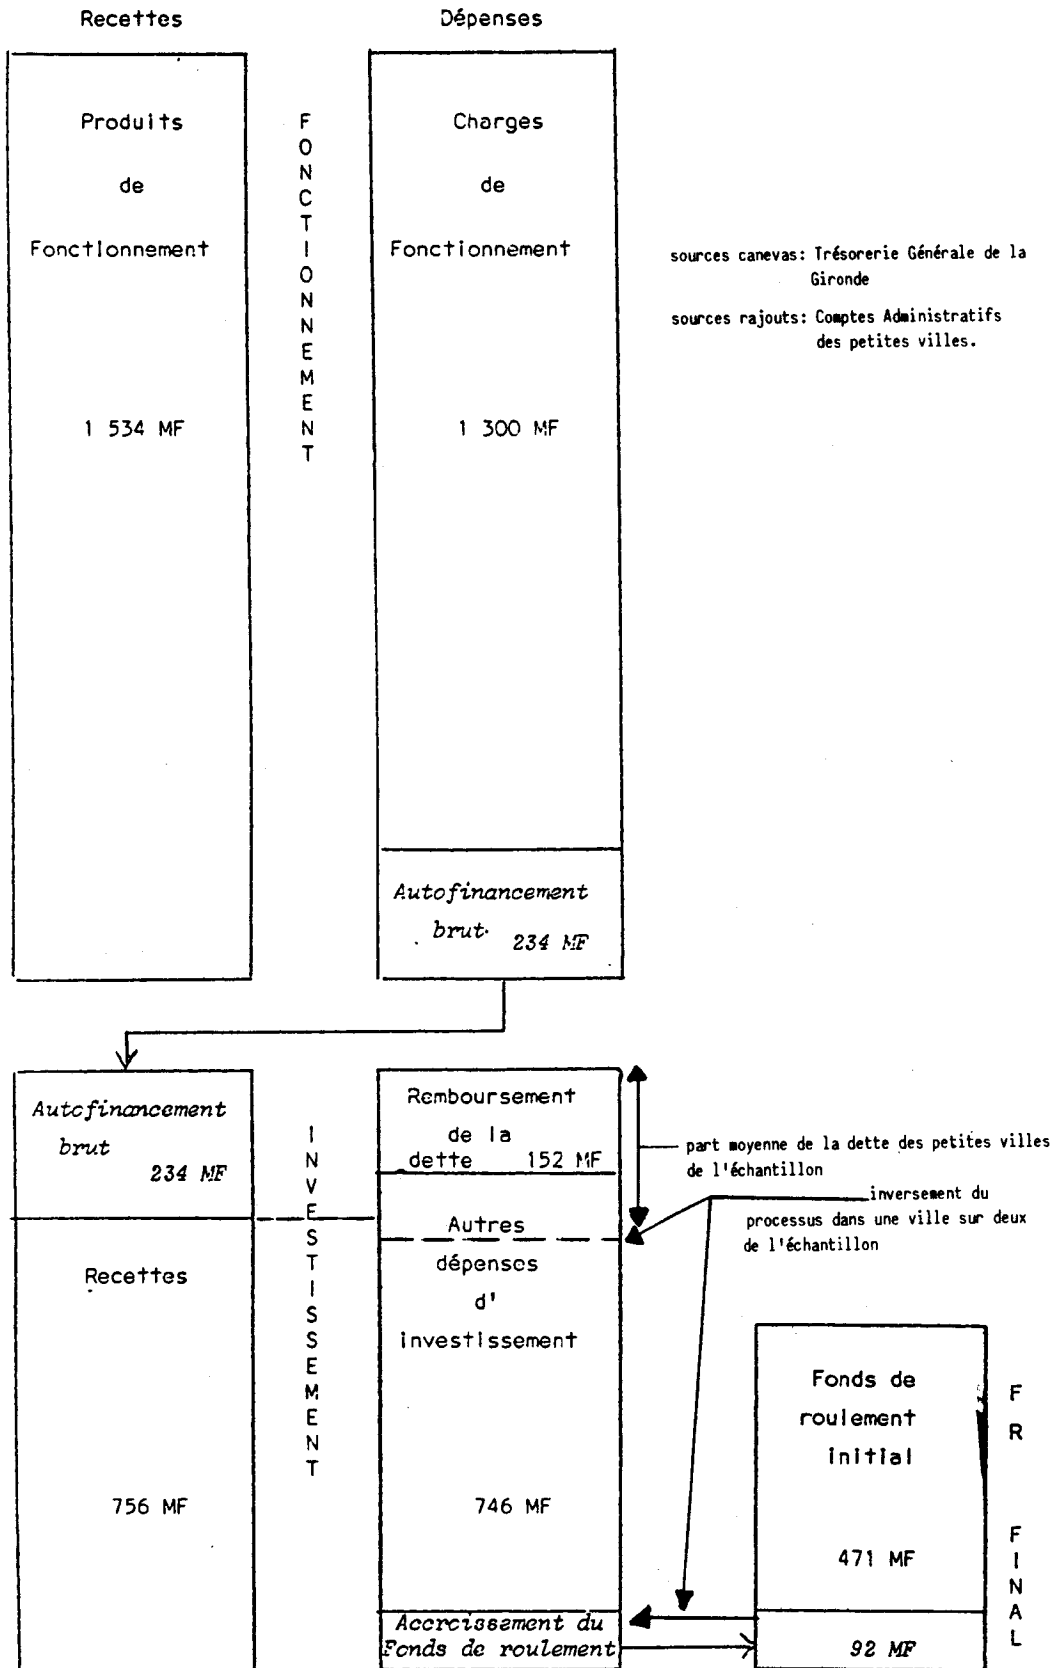 Recettes
Dépenses
Produits
de
Fonctionnement
1 534 MF
FONCTIONNEMENT
Charges
de
Fonctionnement
1 300 MF
sources canevas: Trésorerie Générale de la
Gironde
sources rajouts: Comptes Administratifs
des petites villes.
Autofinancement
brut
234 MF
Autofinancement
brut
234 MF
Recettes
756 MF
INVESTISSEMENT
Remboursement
de la
dette 152 MF
Autres
dépenses
d'
investissement
746 MF
Accroissement du
Fonds de roulement
part moyenne de la dette des petites villes
de l'échantillon
inversement du
processus dans une ville sur deux
de l'échantillon
Fonds de
roulement
initial
471 MF
92 MF
FR FINAL